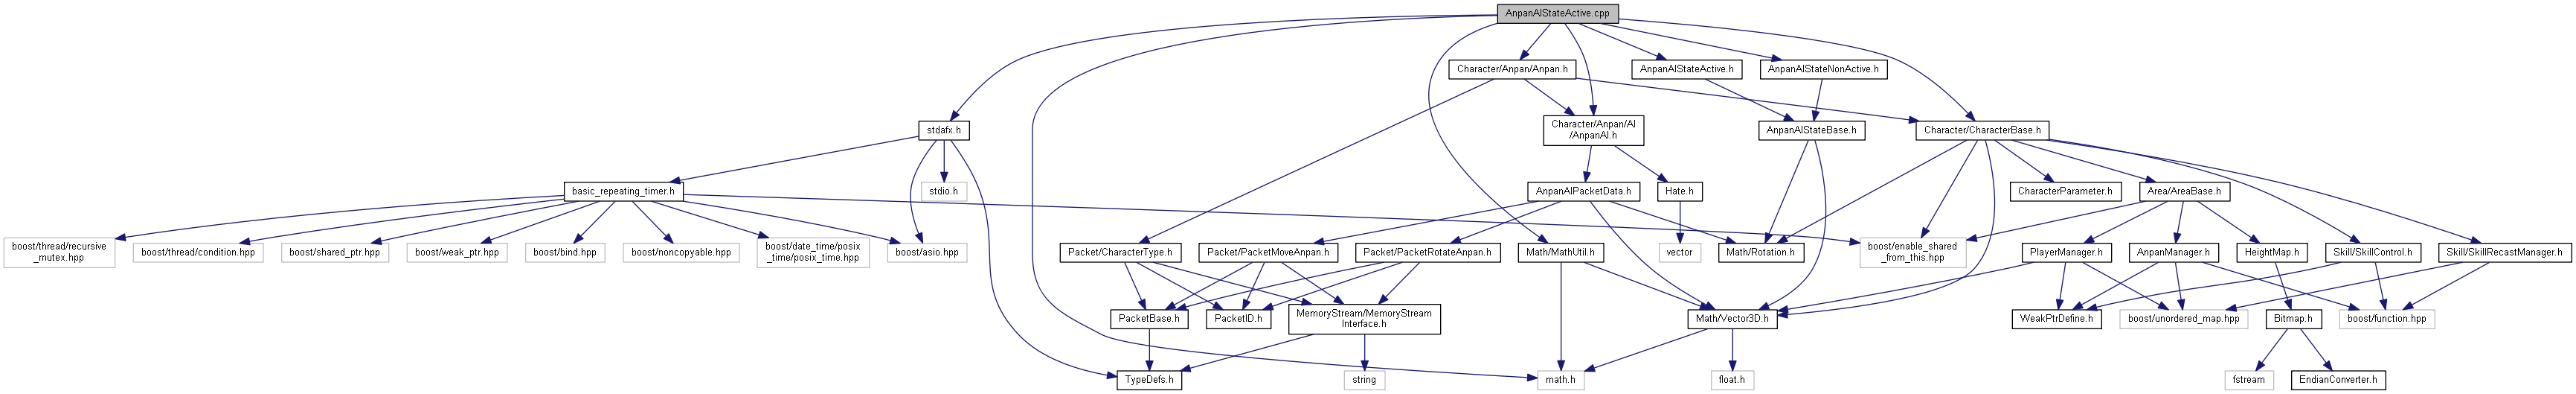 AnpanAIStateActive.cpp
Character/Anpan/Anpan.h
AnpanAIStateActive.h
AnpanAIStateNonActive.h
stdafx.h
Character/Anpan/AI
/AnpanAI.h
AnpanAIStateBase.h
Character/CharacterBase.h
basic_repeating_timer.h
stdio.h
AnpanAIPacketData.h
Hate.h
CharacterParameter.h
Area/AreaBase.h
boost/thread/recursive
_mutex.hpp
boost/thread/condition.hpp
boost/shared_ptr.hpp
boost/weak_ptr.hpp
boost/bind.hpp
boost/noncopyable.hpp
boost/date_time/posix
_time/posix_time.hpp
boost/asio.hpp
Packet/CharacterType.h
Packet/PacketMoveAnpan.h
Packet/PacketRotateAnpan.h
Math/MathUtil.h
vector
Math/Rotation.h
boost/enable_shared
_from_this.hpp
PlayerManager.h
AnpanManager.h
HeightMap.h
Skill/SkillControl.h
Skill/SkillRecastManager.h
PacketBase.h
PacketID.h
MemoryStream/MemoryStream
Interface.h
Math/Vector3D.h
WeakPtrDefine.h
boost/unordered_map.hpp
Bitmap.h
boost/function.hpp
TypeDefs.h
string
math.h
float.h
fstream
EndianConverter.h